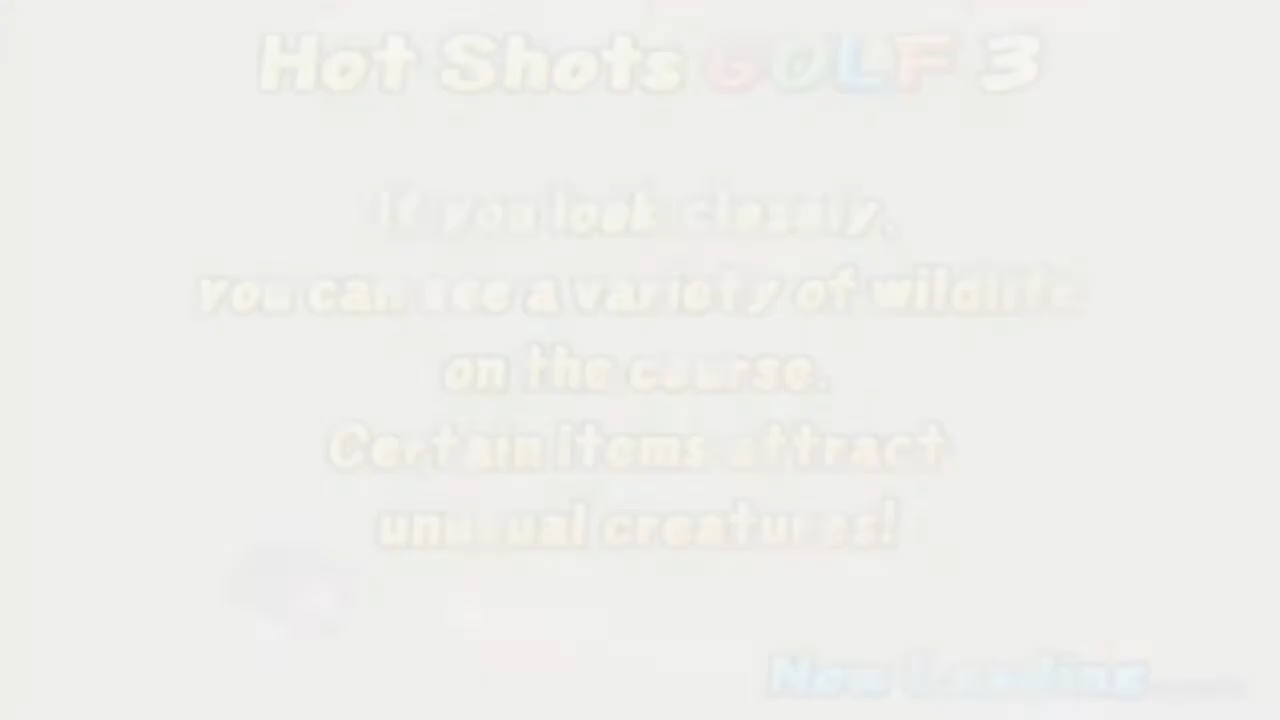 Hot Shots GOLF 3
If you look closely,
you can see a variety of wildlife
on the course.
Certain items attract
unusual creatures!
Now Loading